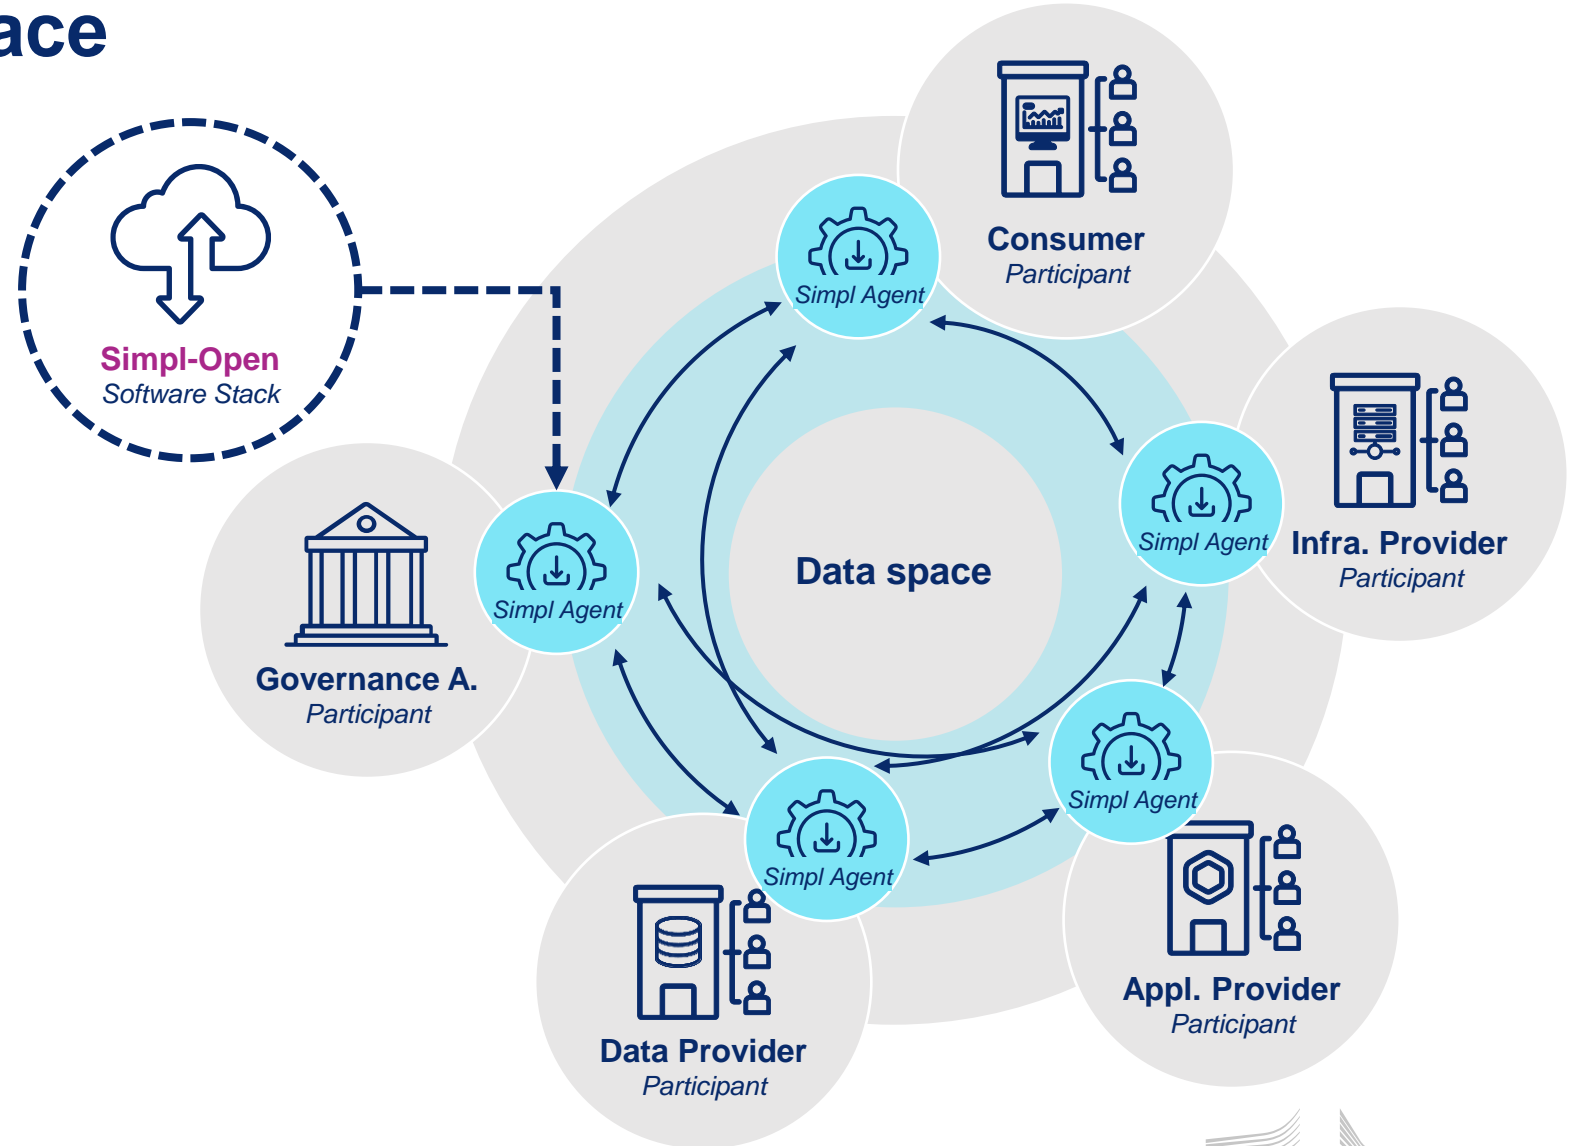 ace
Consumer
Participant
Simpl Agent
Simpl-Open
Software Stack
Simpl Agent
Infra. Provider
Participant
Data space
Simpl Agent
Governance A.
Participant
Simpl Agent
Appl. Provider
Participant
Simpl Agent
Data Provider
Participant